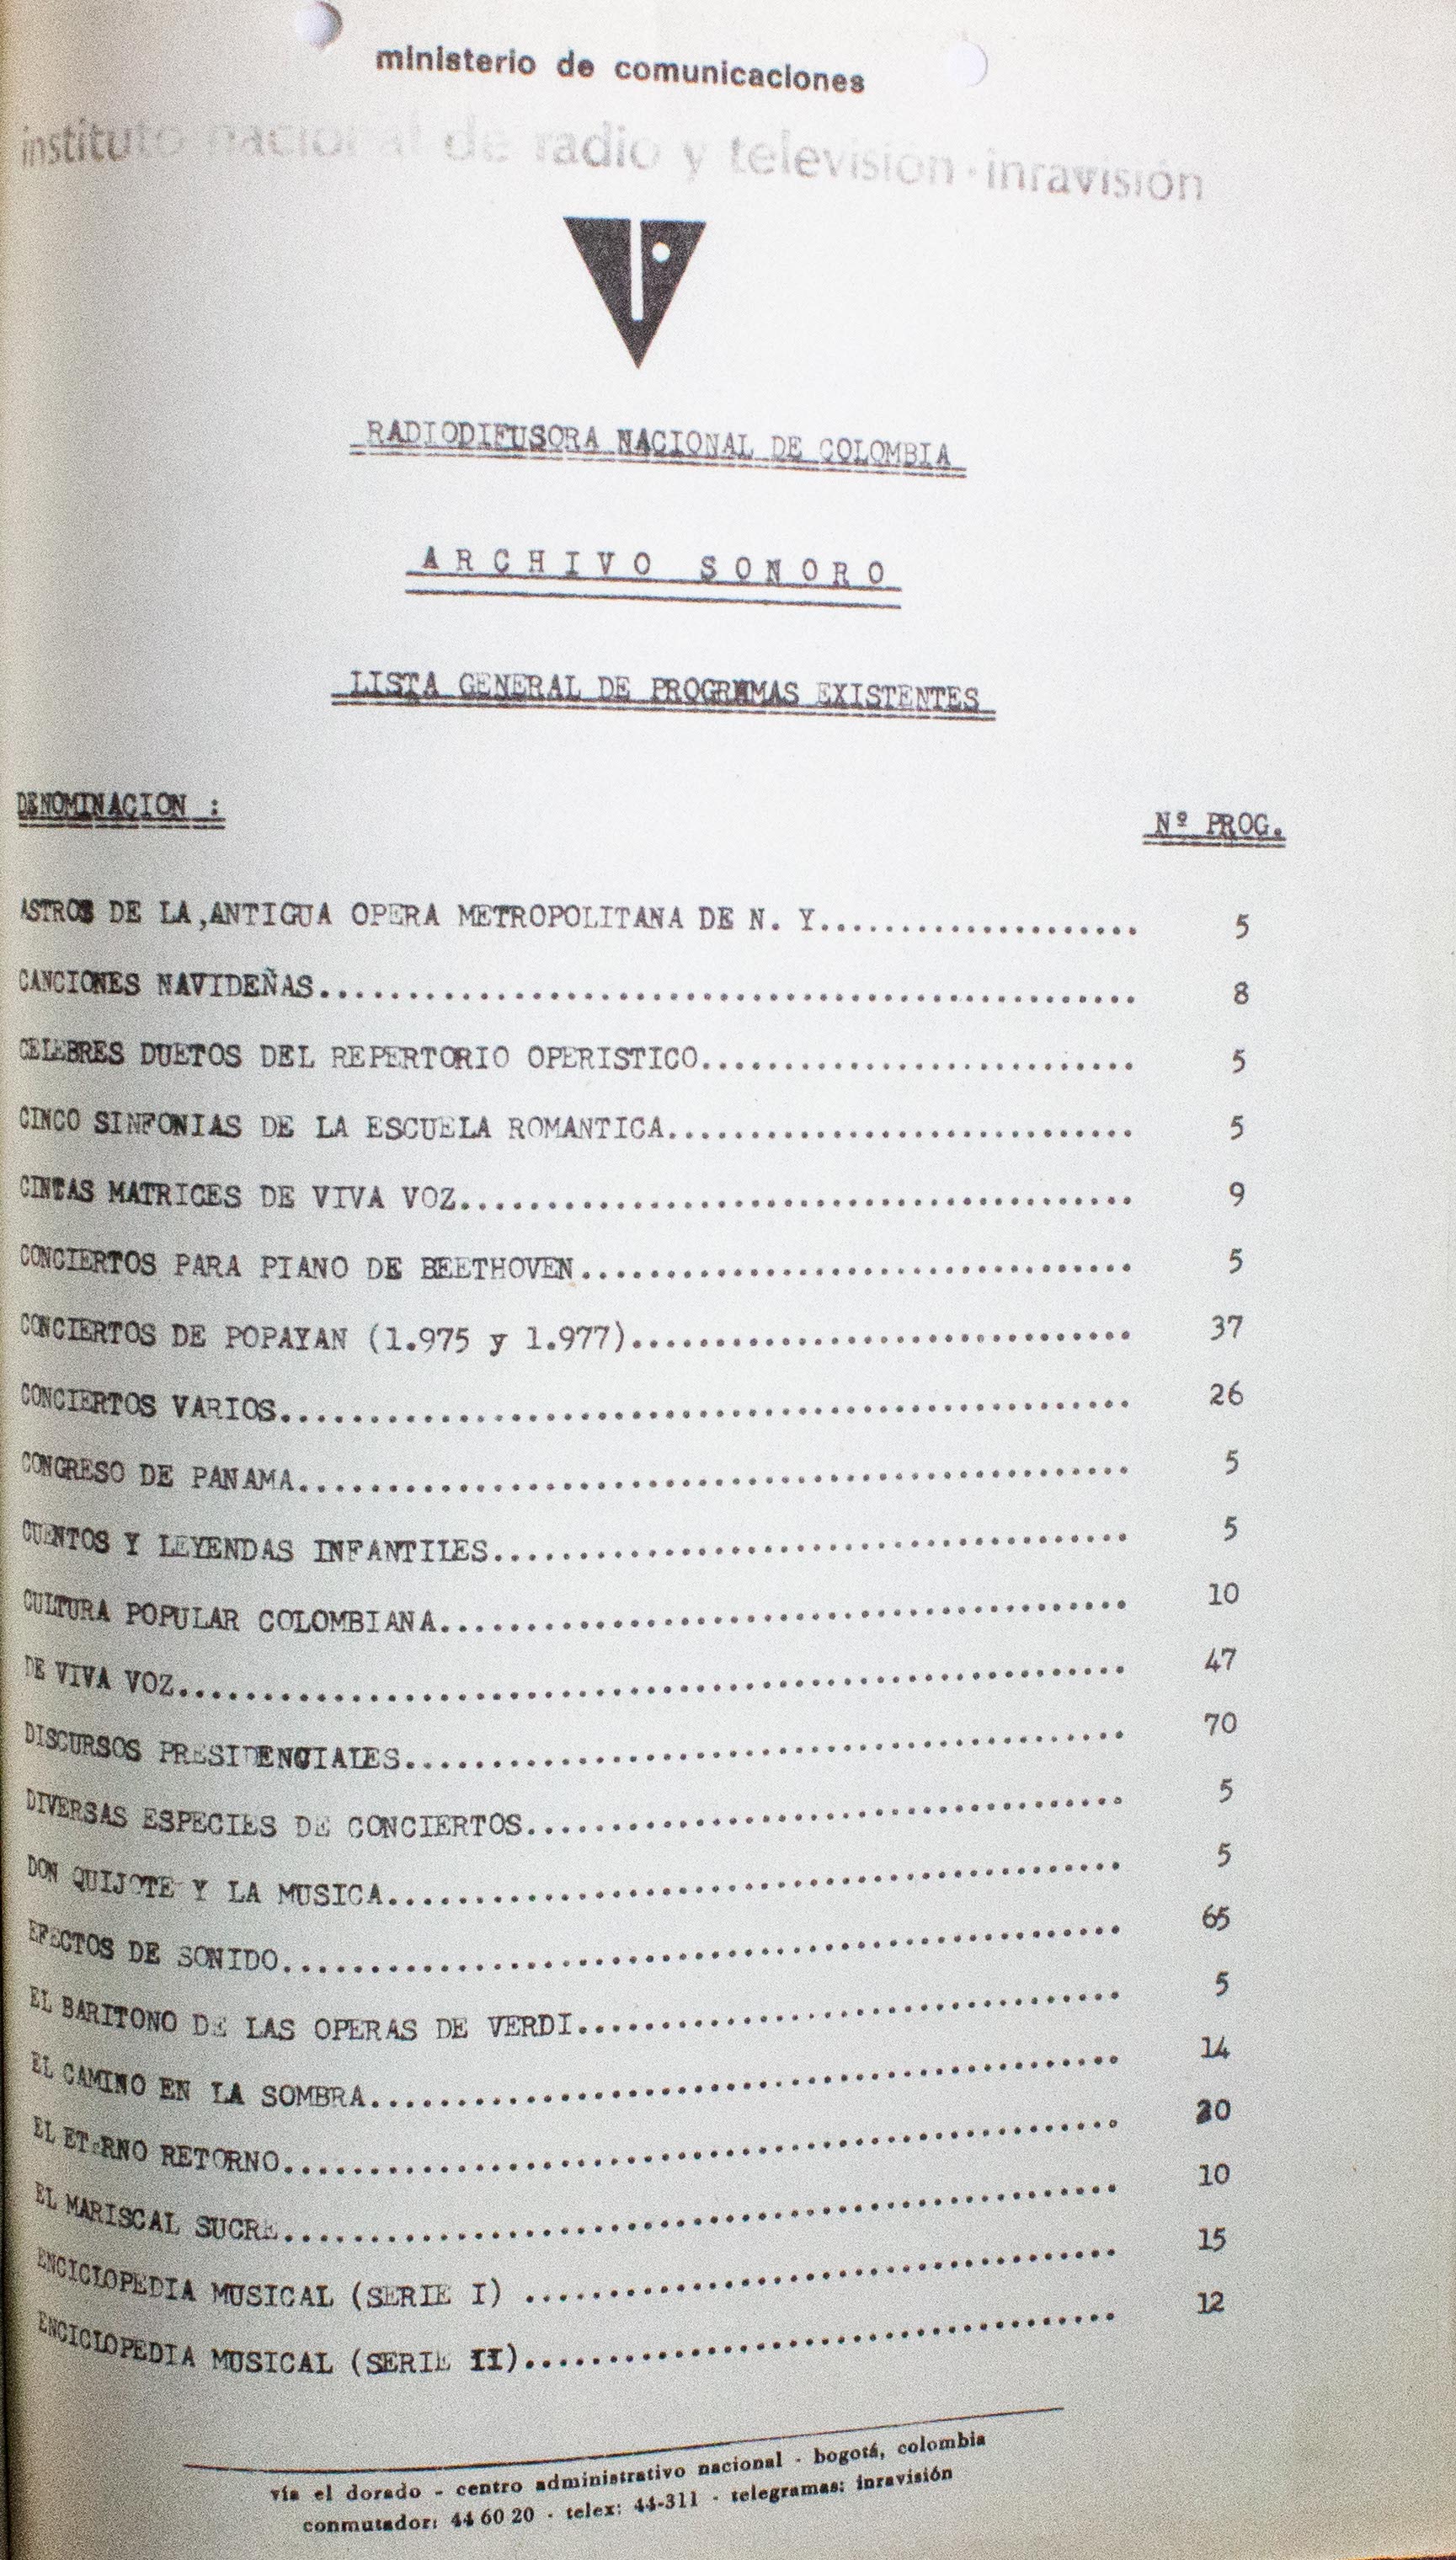 ministerio de comunicaciones
instituto nacional de radio y televisión · inravisión
RADIODIFUSORA NACIONAL DE COLOMBIA
ARCHIVO SONORO
LISTA GENERAL DE PROGRAMAS EXISTENTES
DENOMINACION : Nº PROG.
ASTROS DE LA ,ANTIGUA OPERA METROPOLITANA DE N. Y.................... 5
CANCIONES NAVIDEÑAS................................................ 8
CELEBRES DUETOS DEL REPERTORIO OPERISTICO.......................... 5
CINCO SINFONIAS DE LA ESCUELA ROMANTICA............................ 5
CINTAS MATRICES DE VIVA VOZ........................................ 9
CONCIERTOS PARA PIANO DE BEETHOVEN................................. 5
CONCIERTOS DE POPAYAN (1.975 y 1.977).............................. 37
CONCIERTOS VARIOS.................................................. 26
CONGRESO DE PANAMA................................................. 5
CUENTOS Y LEYENDAS INFANTILES...................................... 5
CULTURA POPULAR COLOMBIANA......................................... 10
DE VIVA VOZ........................................................ 47
DISCURSOS PRESIDENCIALES........................................... 70
DIVERSAS ESPECIES DE CONCIERTOS.................................... 5
DON QUIJOTE Y LA MUSICA............................................ 5
EFECTOS DE SONIDO.................................................. 65
EL BARITONO DE LAS OPERAS DE VERDI................................. 5
EL CAMINO EN LA SOMBRA............................................. 14
EL ETERNO RETORNO..................................................
EL MARISCAL SUCRE.................................................. 10
ENCICLOPEDIA MUSICAL (SERIE I) .................................... 15
ENCICLOPEDIA MUSICAL (SERIE II).................................... 12
vía el dorado - centro administrativo nacional - bogotá, colombia
conmutador: 44 60 20 - telex: 44-311 - telegramas: inravisión